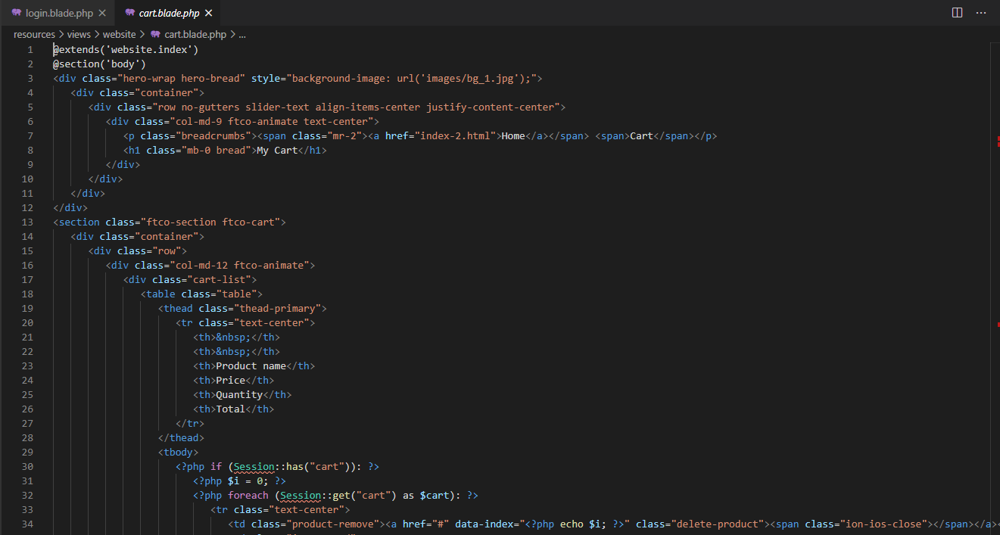 login.blade.php cart.blade.php
resources > views > website > cart.blade.php > ...
1 @extends('website.index')
2 @section('body')
3 <div class="hero-wrap hero-bread" style="background-image: url('images/bg_1.jpg');">
4 <div class="container">
5 <div class="row no-gutters slider-text align-items-center justify-content-center">
6 <div class="col-md-9 ftco-animate text-center">
7 <p class="breadcrumbs"><span class="mr-2"><a href="index-2.html">Home</a></span> <span>Cart</span></p>
8 <h1 class="mb-0 bread">My Cart</h1>
9 </div>
10 </div>
11 </div>
12 </div>
13 <section class="ftco-section ftco-cart">
14 <div class="container">
15 <div class="row">
16 <div class="col-md-12 ftco-animate">
17 <div class="cart-list">
18 <table class="table">
19 <thead class="thead-primary">
20 <tr class="text-center">
21 <th>&nbsp;</th>
22 <th>&nbsp;</th>
23 <th>Product name</th>
24 <th>Price</th>
25 <th>Quantity</th>
26 <th>Total</th>
27 </tr>
28 </thead>
29 <tbody>
30 <?php if (Session::has("cart")): ?>
31 <?php $i = 0; ?>
32 <?php foreach (Session::get("cart") as $cart): ?>
33 <tr class="text-center">
34 <td class="product-remove"><a href="#" data-index="<?php echo $i; ?>" class="delete-product"><span class="ion-ios-close"></span></a><